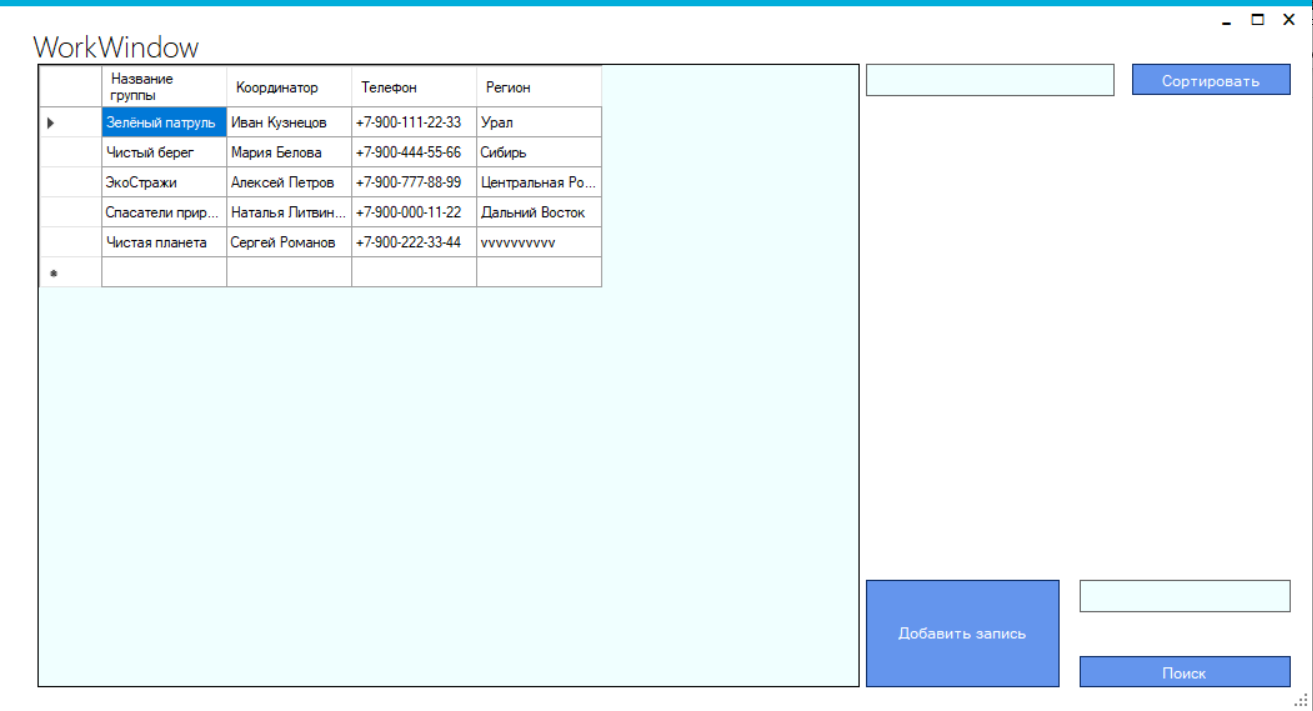 WorkWindow
Название группы Координатор Телефон Регион
Зелёный патруль Иван Кузнецов +7-900-111-22-33 Урал
Чистый берег Мария Белова +7-900-444-55-66 Сибирь
ЭкоСтражи Алексей Петров +7-900-777-88-99 Центральная Ро...
Спасатели прир... Наталья Литвин... +7-900-000-11-22 Дальний Восток
Чистая планета Сергей Романов +7-900-222-33-44 vvvvvvvvvv
Сортировать
Добавить запись
Поиск